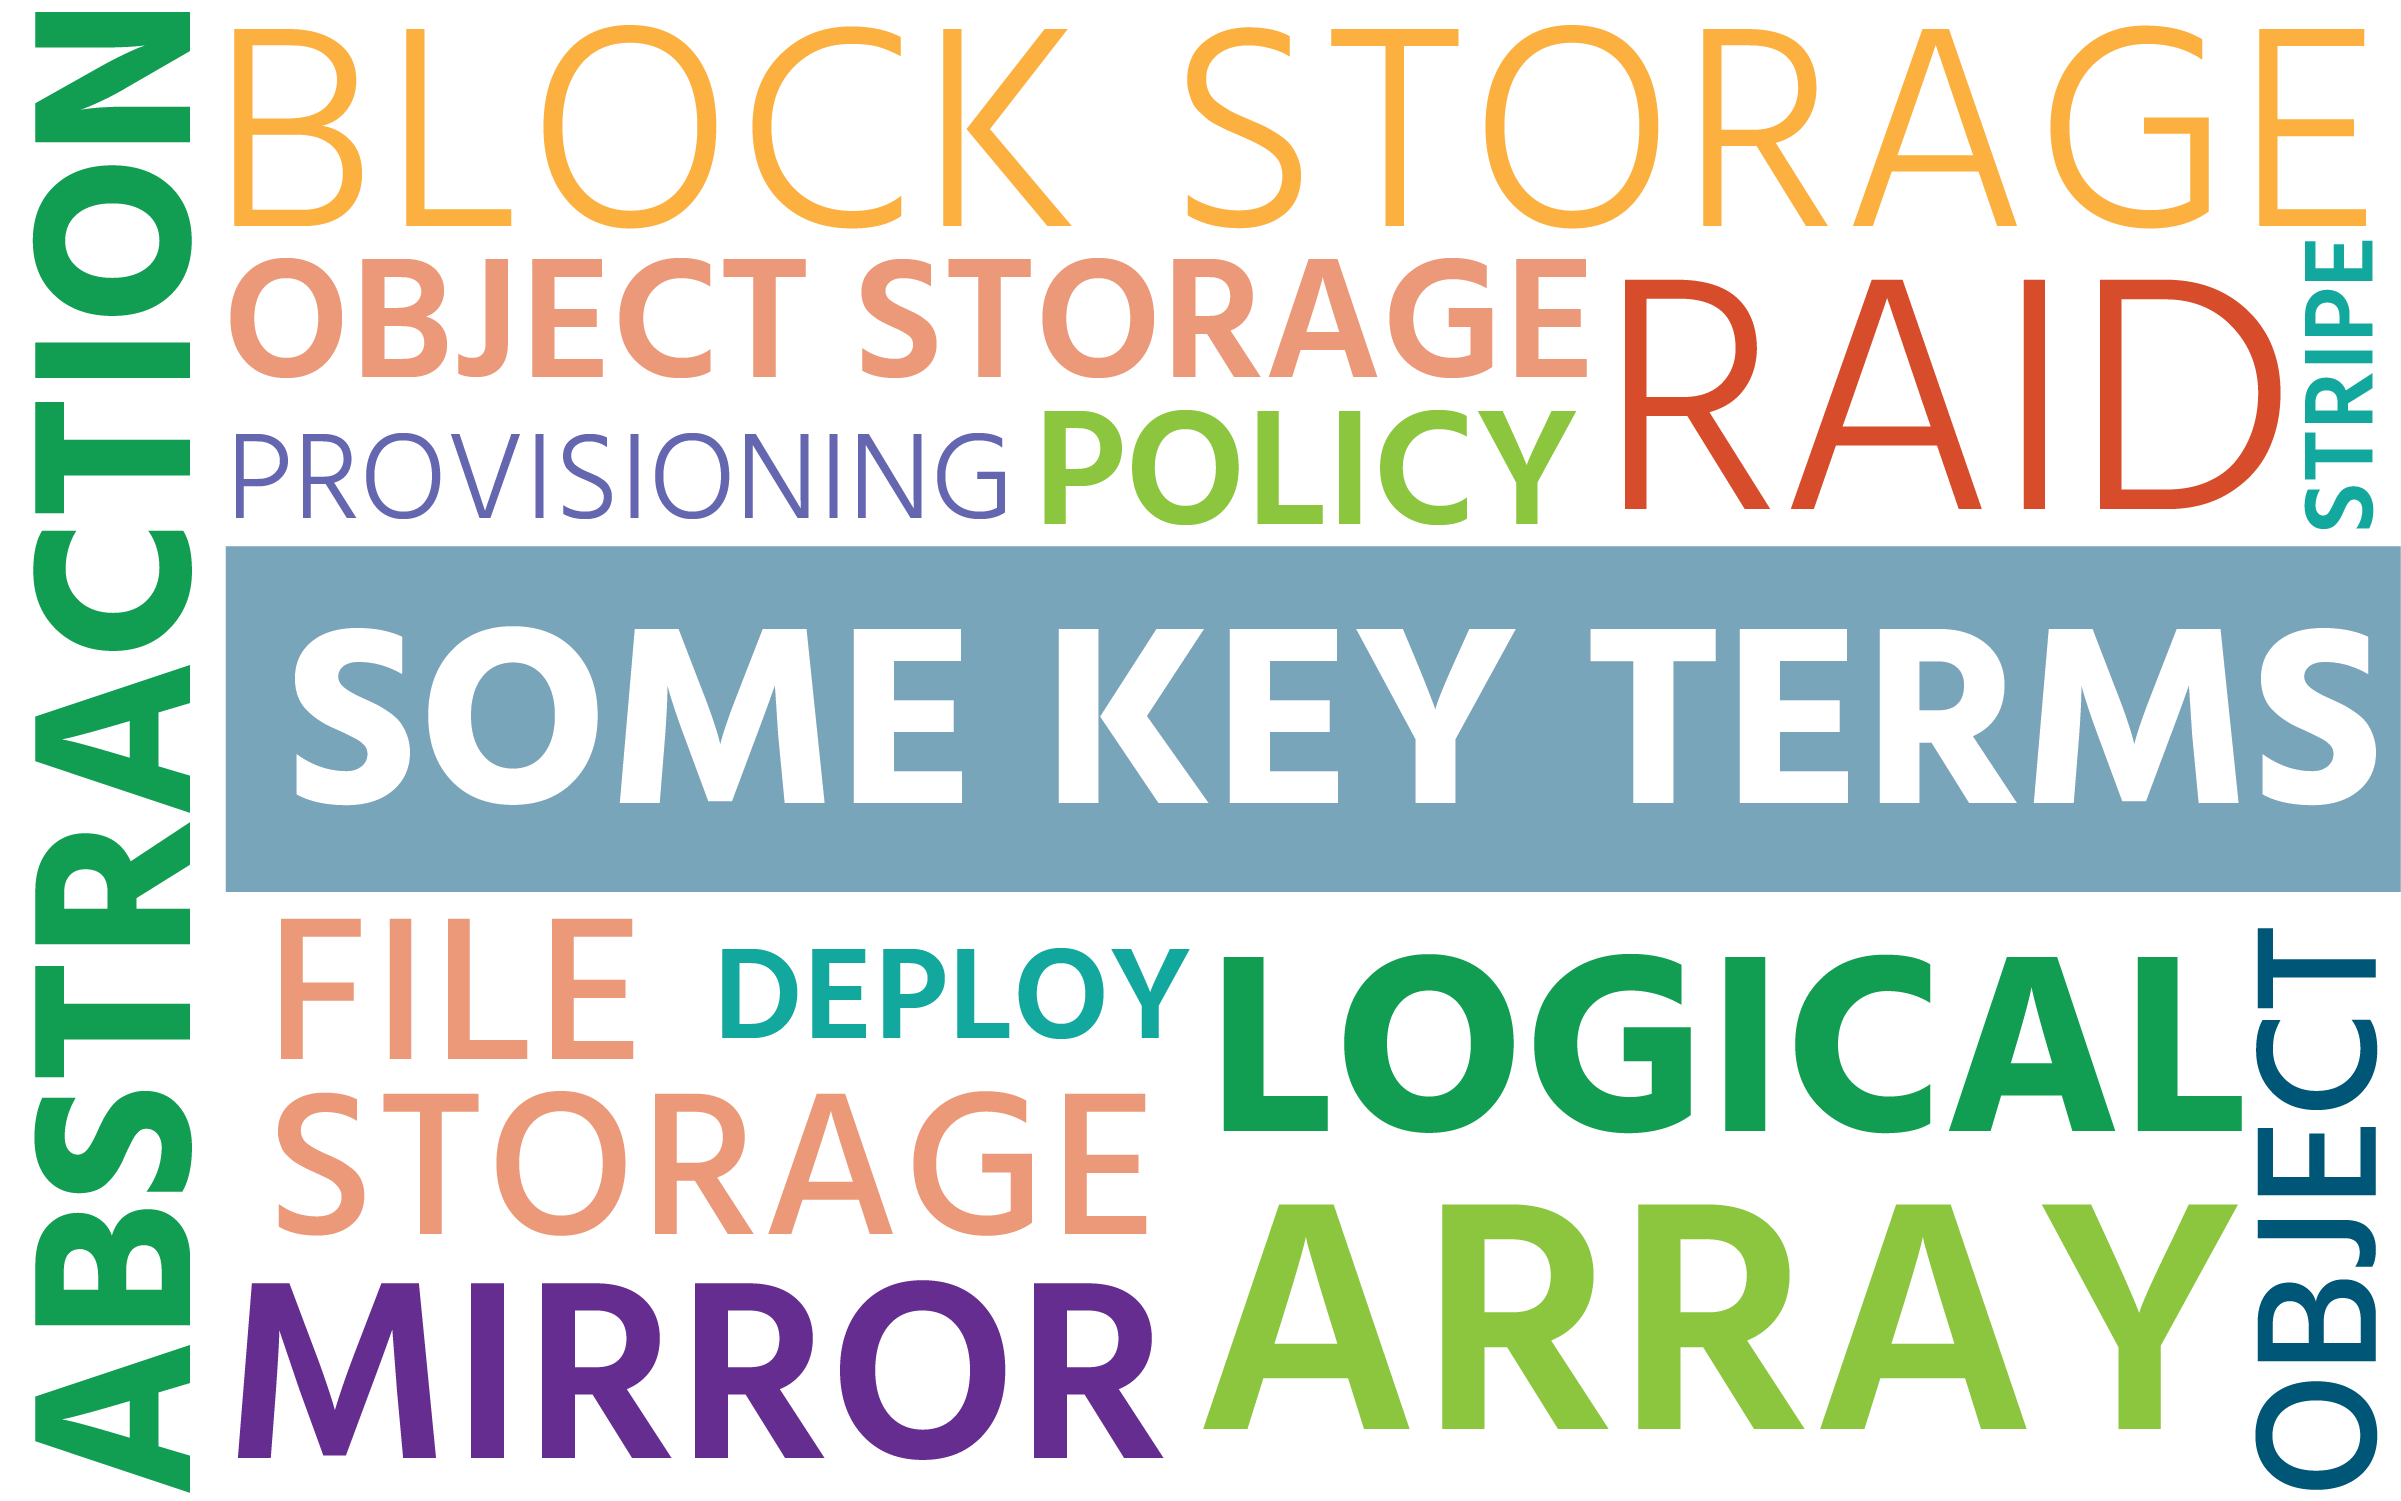 ABSTRACTION
BLOCK STORAGE
OBJECT STORAGE
RAID
STRIPE
PROVISIONING
POLICY
SOME KEY TERMS
FILE
STORAGE
DEPLOY
LOGICAL
OBJECT
MIRROR
ARRAY